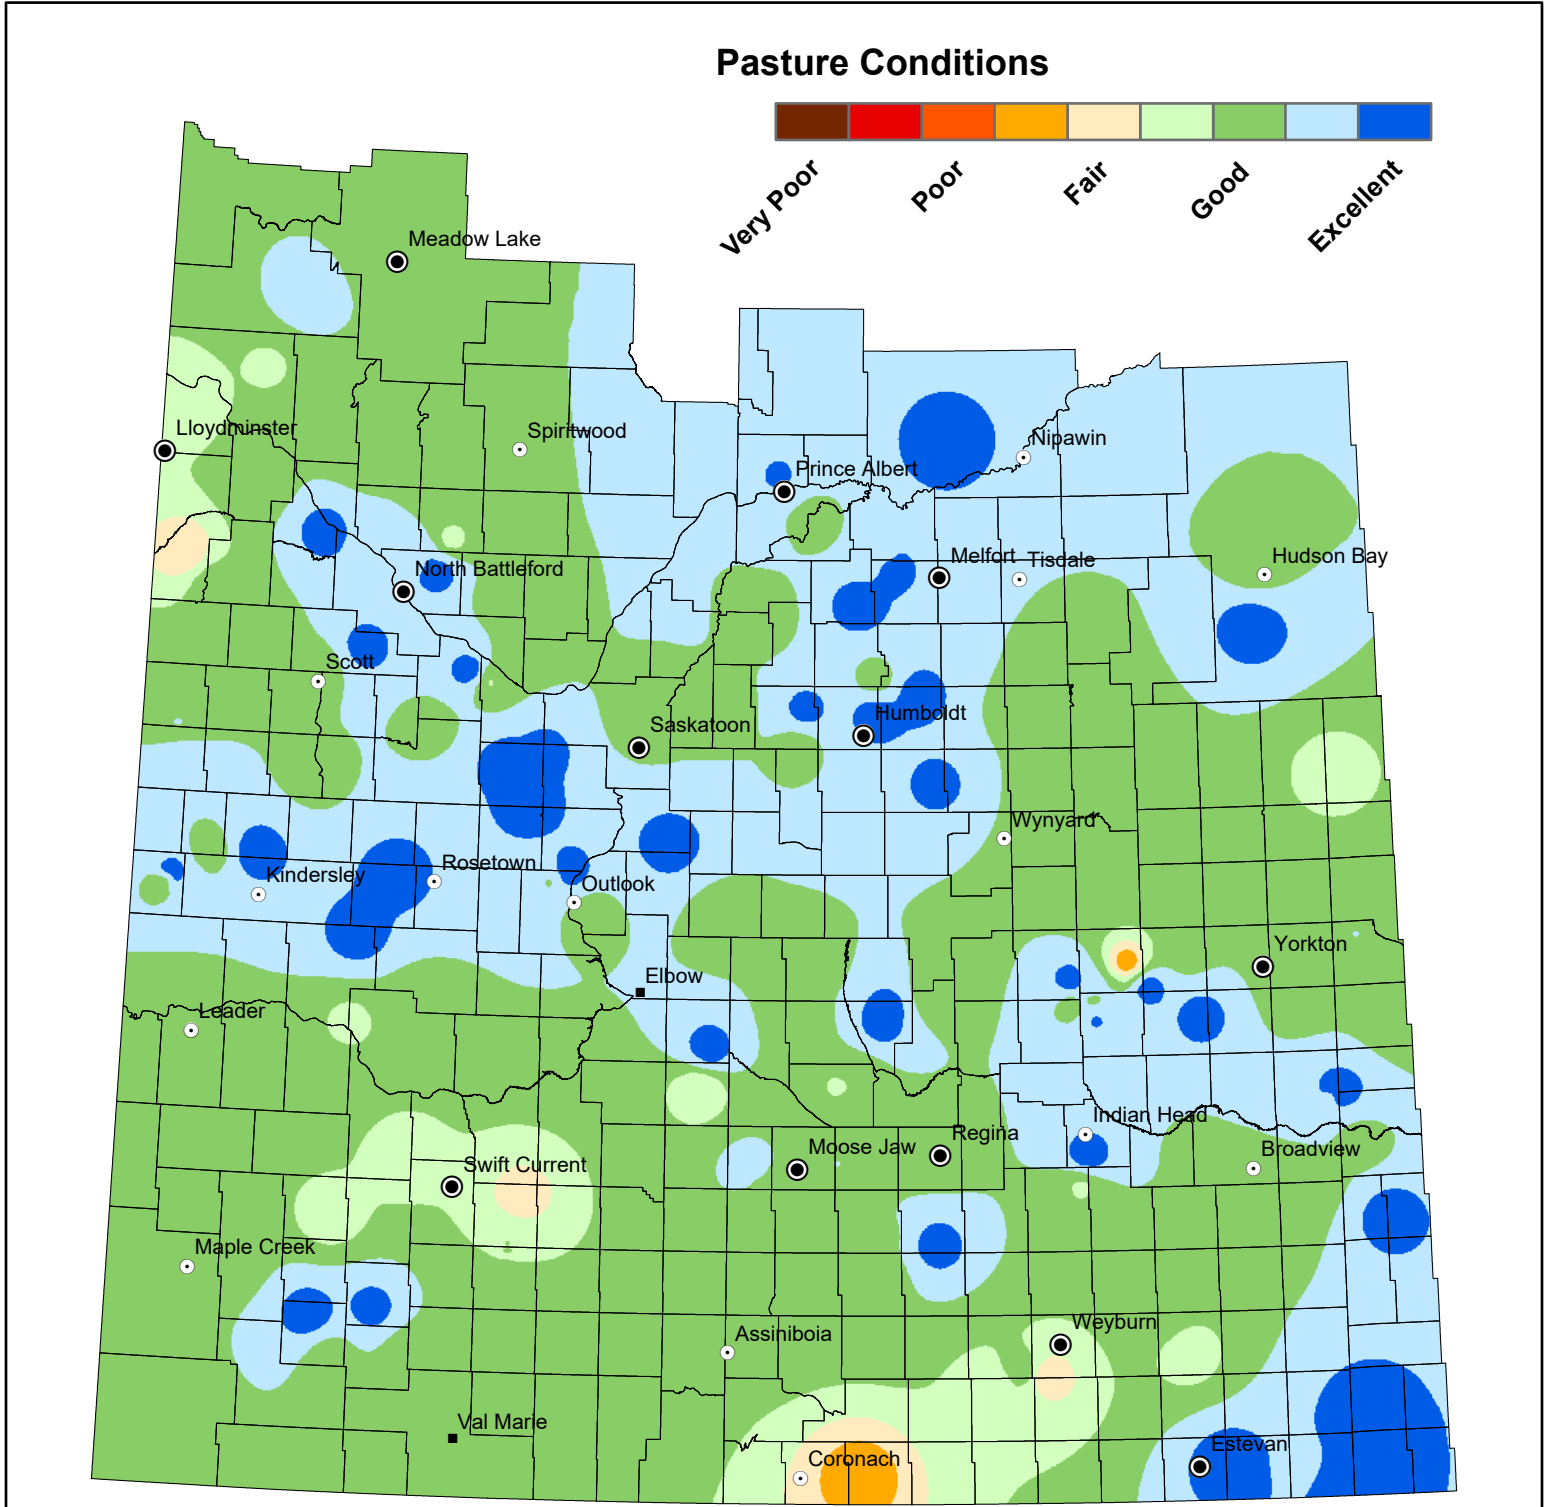 Pasture Conditions
Very Poor
Poor
Fair
Good
Excellent
Meadow Lake
Lloydminster
Spiritwood
Nipawin
Prince Albert
Hudson Bay
Melfort
Tisdale
North Battleford
Scott
Humboldt
Saskatoon
Wynyard
Rosetown
Kindersley
Outlook
Yorkton
Elbow
Leader
Indian Head
Regina
Moose Jaw
Broadview
Swift Current
Maple Creek
Weyburn
Assiniboia
Val Marie
Estevan
Coronach